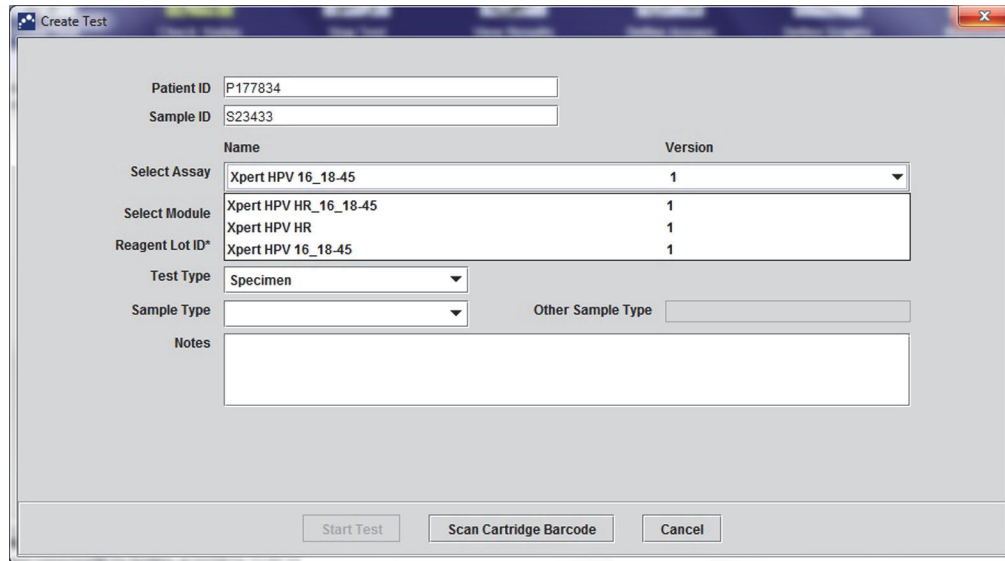 Create Test
Patient ID P177834
Sample ID S23433
Name Version
Select Assay Xpert HPV 16_18-45 1
Select Module Xpert HPV HR_16_18-45 1
Xpert HPV HR 1
Reagent Lot ID* Xpert HPV 16_18-45 1
Test Type Specimen
Sample Type Other Sample Type
Notes
Start Test Scan Cartridge Barcode Cancel